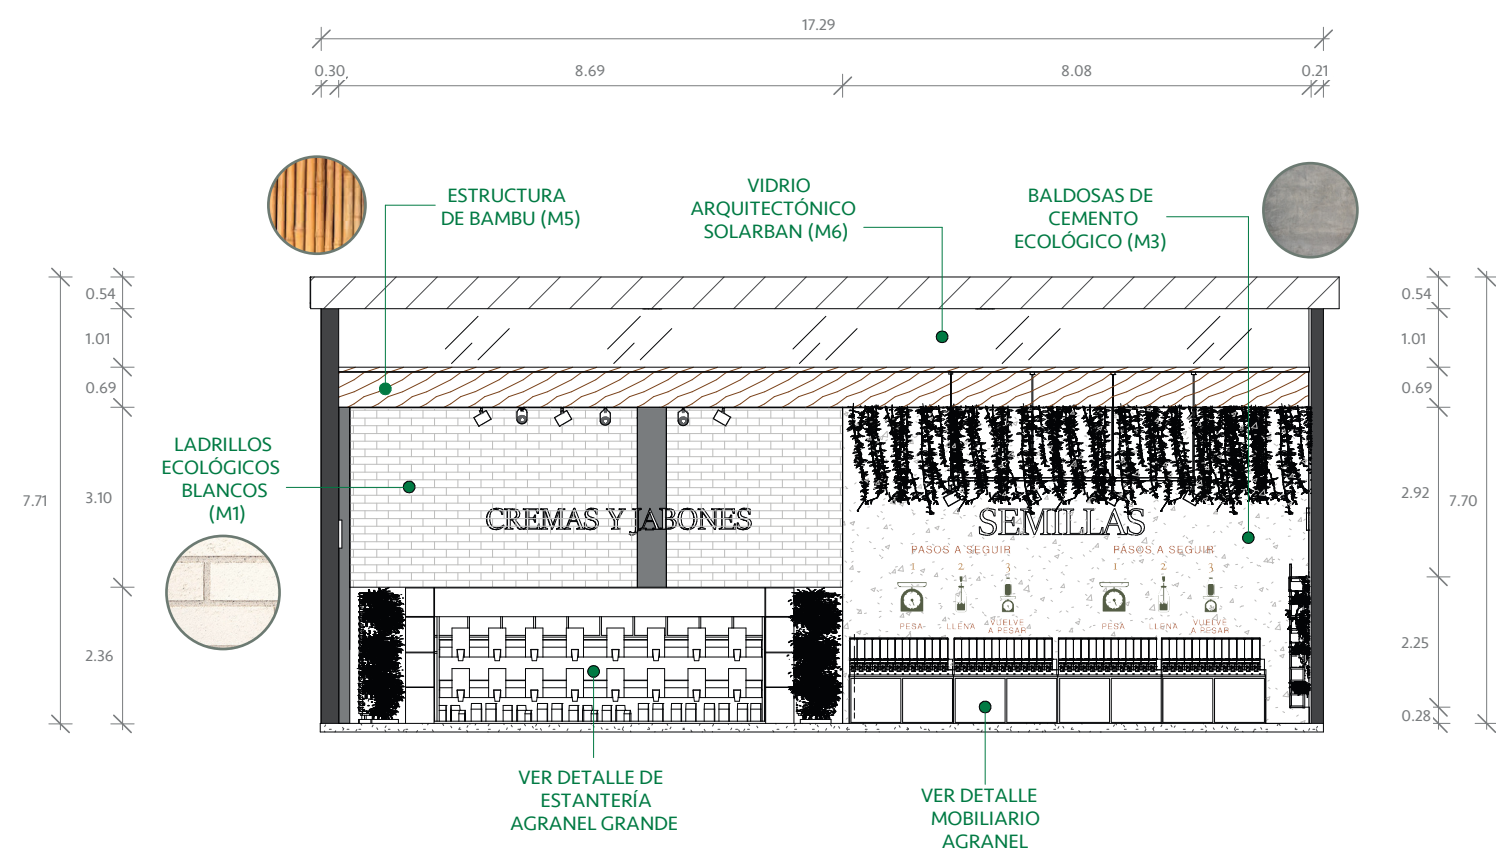 17.29
0.30
8.69
8.08
0.21
ESTRUCTURA
DE BAMBU (M5)
VIDRIO
ARQUITECTÓNICO
SOLARBAN (M6)
BALDOSAS DE
CEMENTO
ECOLÓGICO (M3)
0.54
1.01
0.69
3.10
2.36
7.71
0.54
1.01
0.69
2.92
2.25
0.28
7.70
LADRILLOS
ECOLÓGICOS
BLANCOS
(M1)
CREMAS Y JABONES
SEMILLAS
PASOS A SEGUIR
1 2 3
PESA LLENA VUELVE
A PESAR
PASOS A SEGUIR
1 2 3
PESA LLENA VUELVE
A PESAR
VER DETALLE DE
ESTANTERÍA
AGRANEL GRANDE
VER DETALLE
MOBILIARIO
AGRANEL